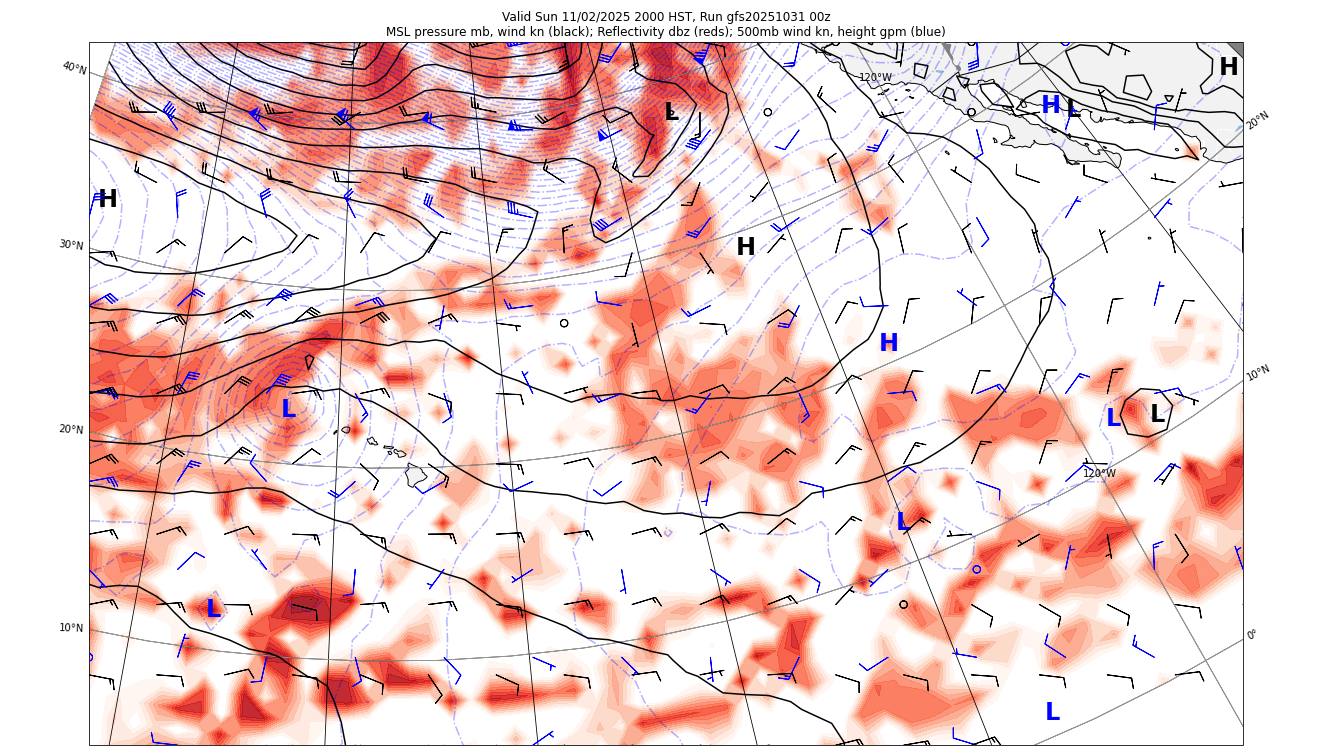 Valid Sun 11/02/2025 2000 HST, Run gfs20251031 00z
MSL pressure mb, wind kn (black); Reflectivity dbz (reds); 500mb wind kn, height gpm (blue)
40°N
120°W
H
L
H
L
20°N
H
30°N
H
H
10°N
L
L
L
20°N
120°W
L
L
10°N
0°
L